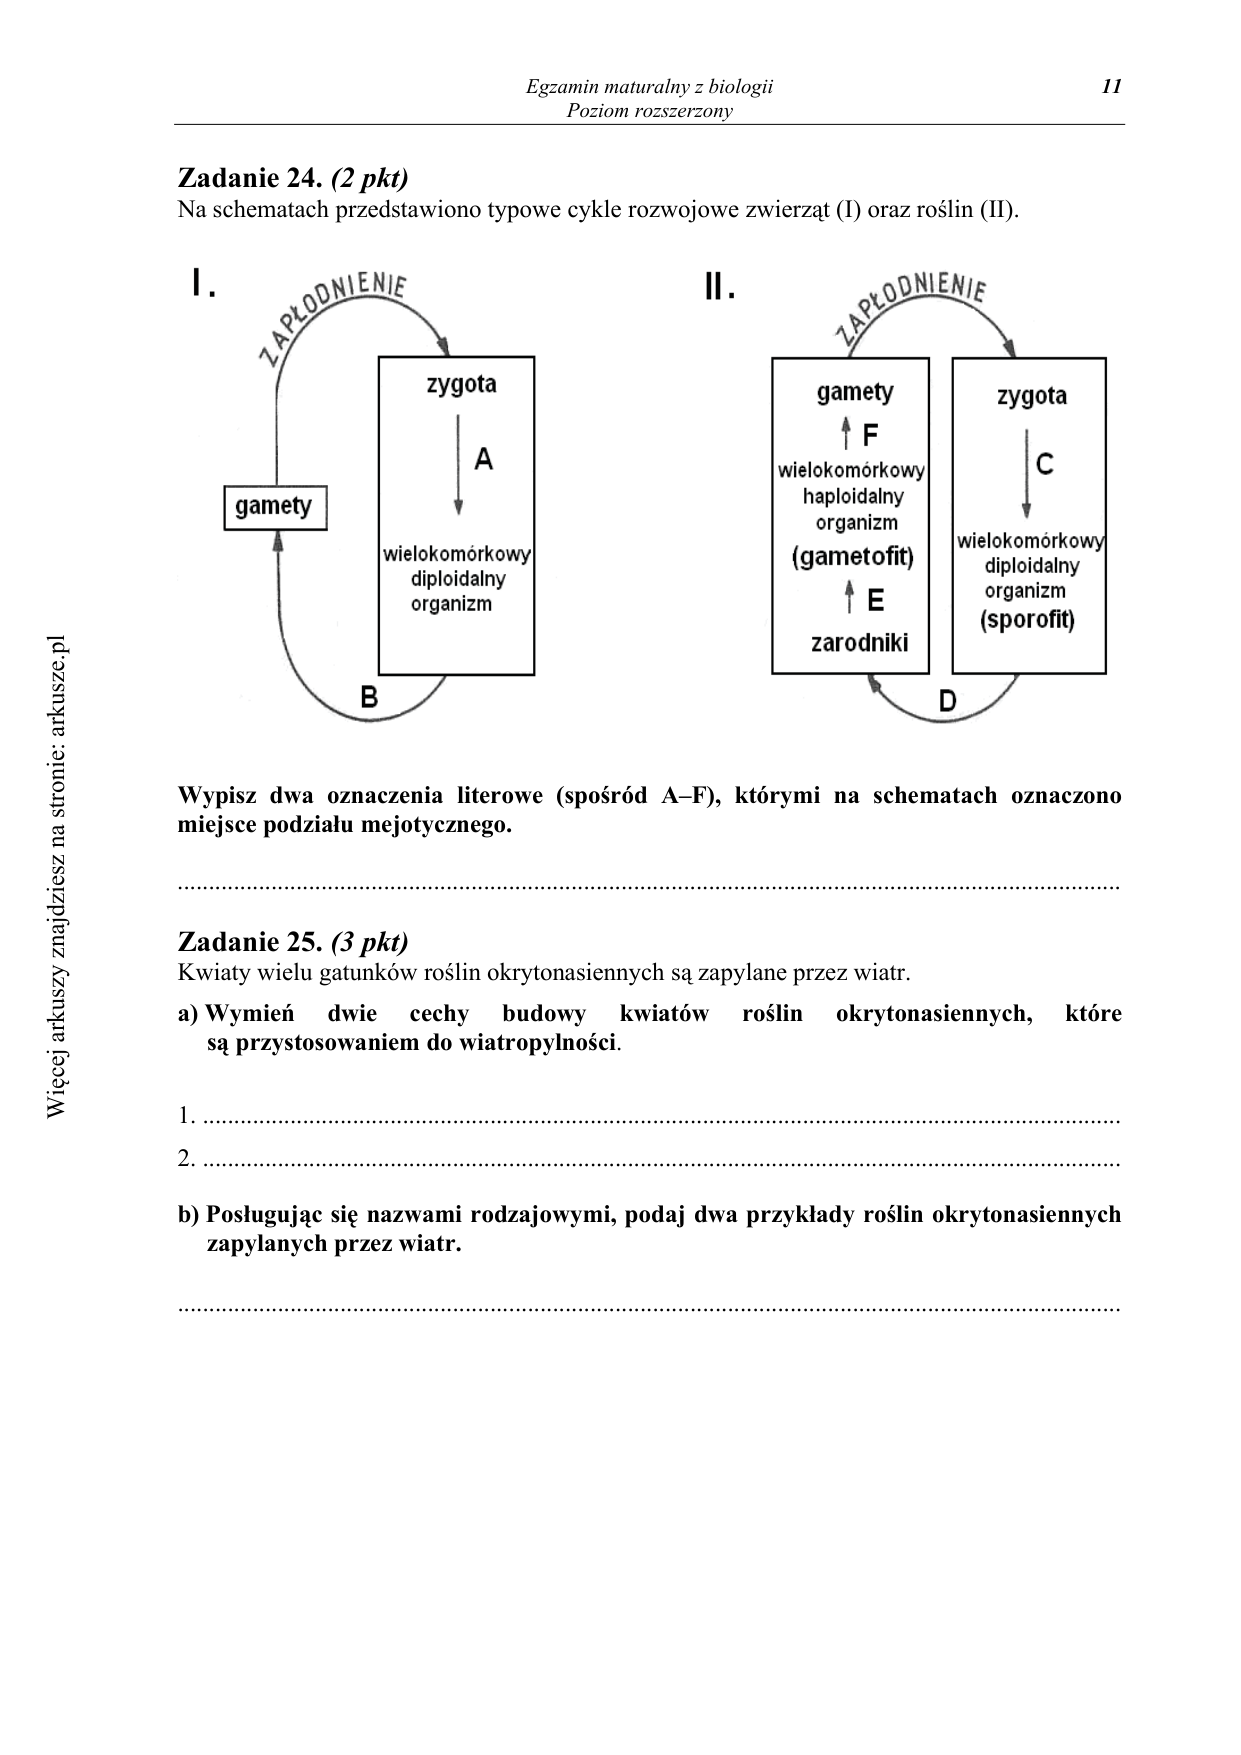 Egzamin maturalny z biologii
11
Poziom rozszerzony
Zadanie 24. (2 pkt)
Na schematach przedstawiono typowe cykle rozwojowe zwierząt (I) oraz roślin (II).
I.
ZAPŁODNIENIE
zygota
A
gamety
wielokomórkowy
diploidalny
organizm
B
II.
ZAPŁODNIENIE
gamety
F
wielokomórkowy
haploidalny
organizm
(gametofit)
E
zarodniki
zygota
C
wielokomórkowy
diploidalny
organizm
(sporofit)
D
Wypisz dwa oznaczenia literowe (spośród A–F), którymi na schematach oznaczono
miejsce podziału mejotycznego.
Zadanie 25. (3 pkt)
Kwiaty wielu gatunków roślin okrytonasiennych są zapylane przez wiatr.
a) Wymień dwie cechy budowy kwiatów roślin okrytonasiennych, które
są przystosowaniem do wiatropylności.
1. ........................................................................
2. ........................................................................
b) Posługując się nazwami rodzajowymi, podaj dwa przykłady roślin okrytonasiennych
zapylanych przez wiatr.
Więcej arkuszy znajdziesz na stronie: arkusze.pl